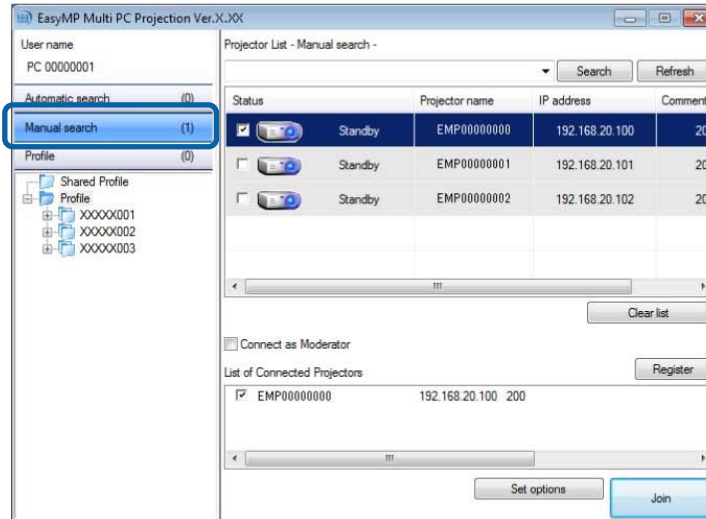 EasyMP Multi PC Projection Ver.X.XX
User name
PC 00000001
Automatic search (0)
Manual search (1)
Profile (0)
Shared Profile
Profile
XXXXX001
XXXXX002
XXXXX003
Projector List - Manual search -
Search Refresh
Status Projector name IP address Comment
Standby EMP00000000 192.168.20.100 20
Standby EMP00000001 192.168.20.101 20
Standby EMP00000002 192.168.20.102 20
Clear list
Connect as Moderator
List of Connected Projectors Register
EMP00000000 192.168.20.100 200
Set options Join